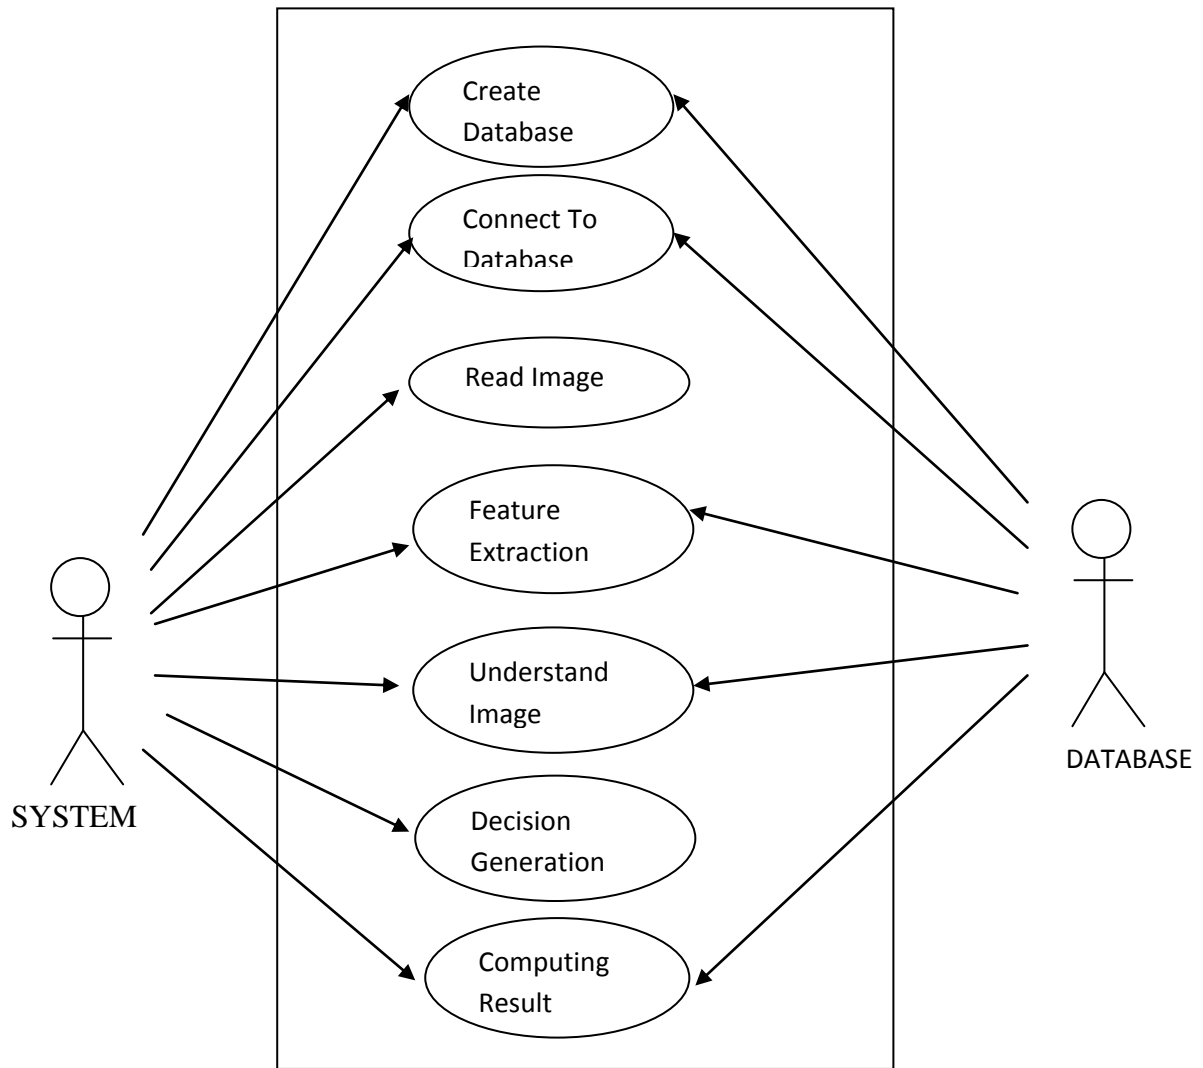 Create
Database
Connect To
Database
Read Image
Feature
Extraction
Understand
Image
DATABASE
SYSTEM
Decision
Generation
Computing
Result